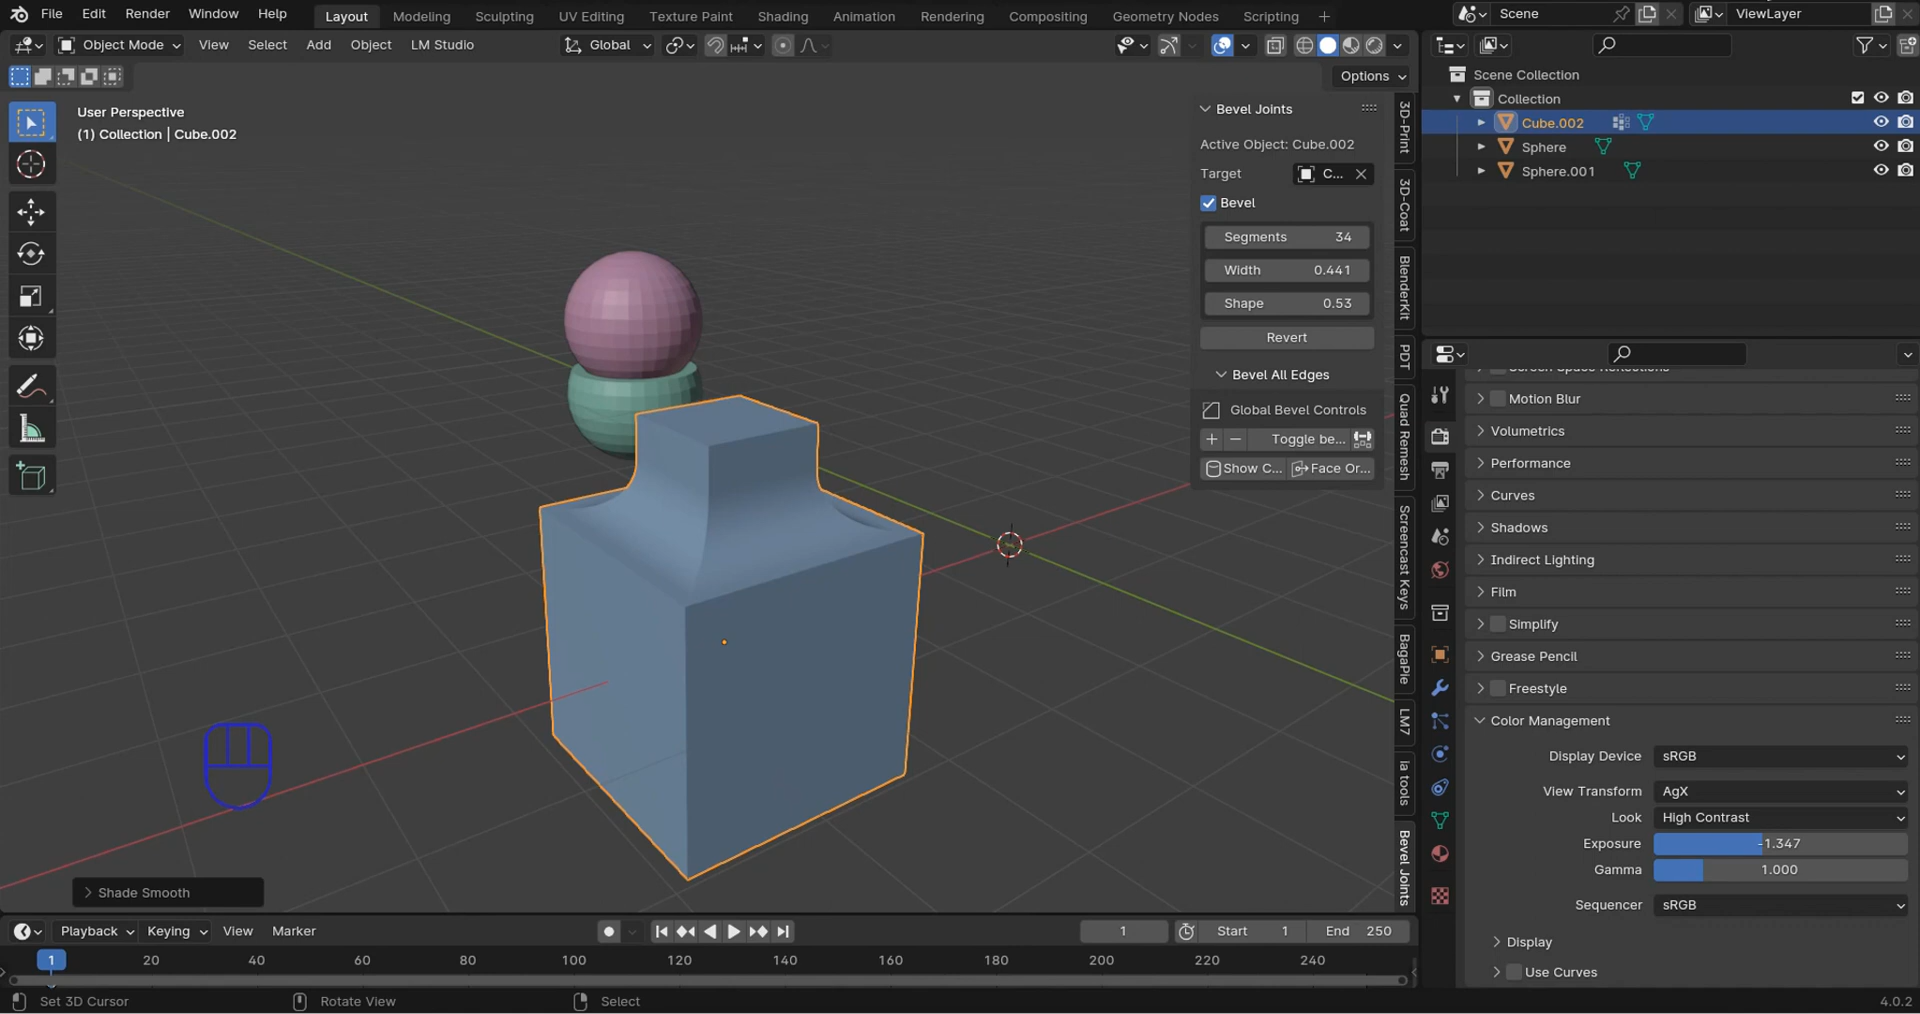 File Edit Render Window Help Layout Modeling Sculpting UV Editing Texture Paint Shading Animation Rendering Compositing Geometry Nodes Scripting + Scene ViewLayer
Object Mode View Select Add Object LM Studio Global
Options
User Perspective
(1) Collection | Cube.002
Bevel Joints
Active Object: Cube.002
Target C...
Bevel
Segments 34
Width 0.441
Shape 0.53
Revert
Bevel All Edges
Global Bevel Controls
+ − Toggle be...
Show C... Face Or...
3D-Print
3D-Coat
BlenderKit
PDT
Quad Remesh
Screencast Keys
BagaPie
LM7
ia tools
Bevel Joints
Scene Collection
Collection
Cube.002
Sphere
Sphere.001
Motion Blur
Volumetrics
Performance
Curves
Shadows
Indirect Lighting
Film
Simplify
Grease Pencil
Freestyle
Color Management
Display Device sRGB
View Transform AgX
Look High Contrast
Exposure -1.347
Gamma 1.000
Sequencer sRGB
Display
Use Curves
Shade Smooth
Playback Keying View Marker 1 Start 1 End 250
1 20 40 60 80 100 120 140 160 180 200 220 240
Set 3D Cursor Rotate View Select 4.0.2